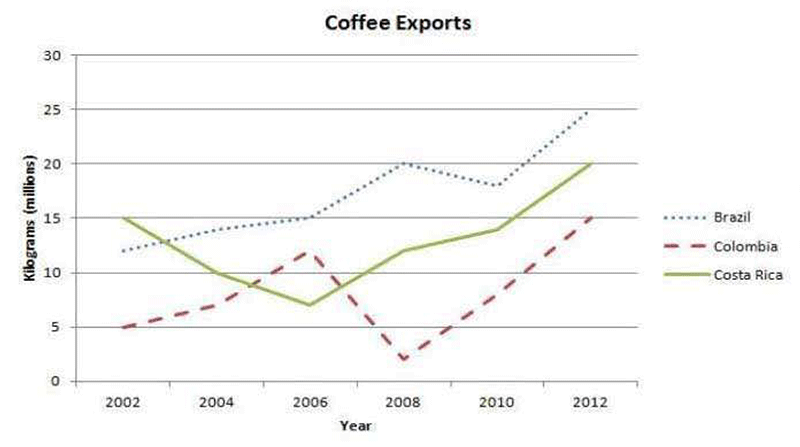 Coffee Exports
30
25
20
15
10
5
0
Kilograms (millions)
2002 2004 2006 2008 2010 2012
Year
Brazil
Colombia
Costa Rica